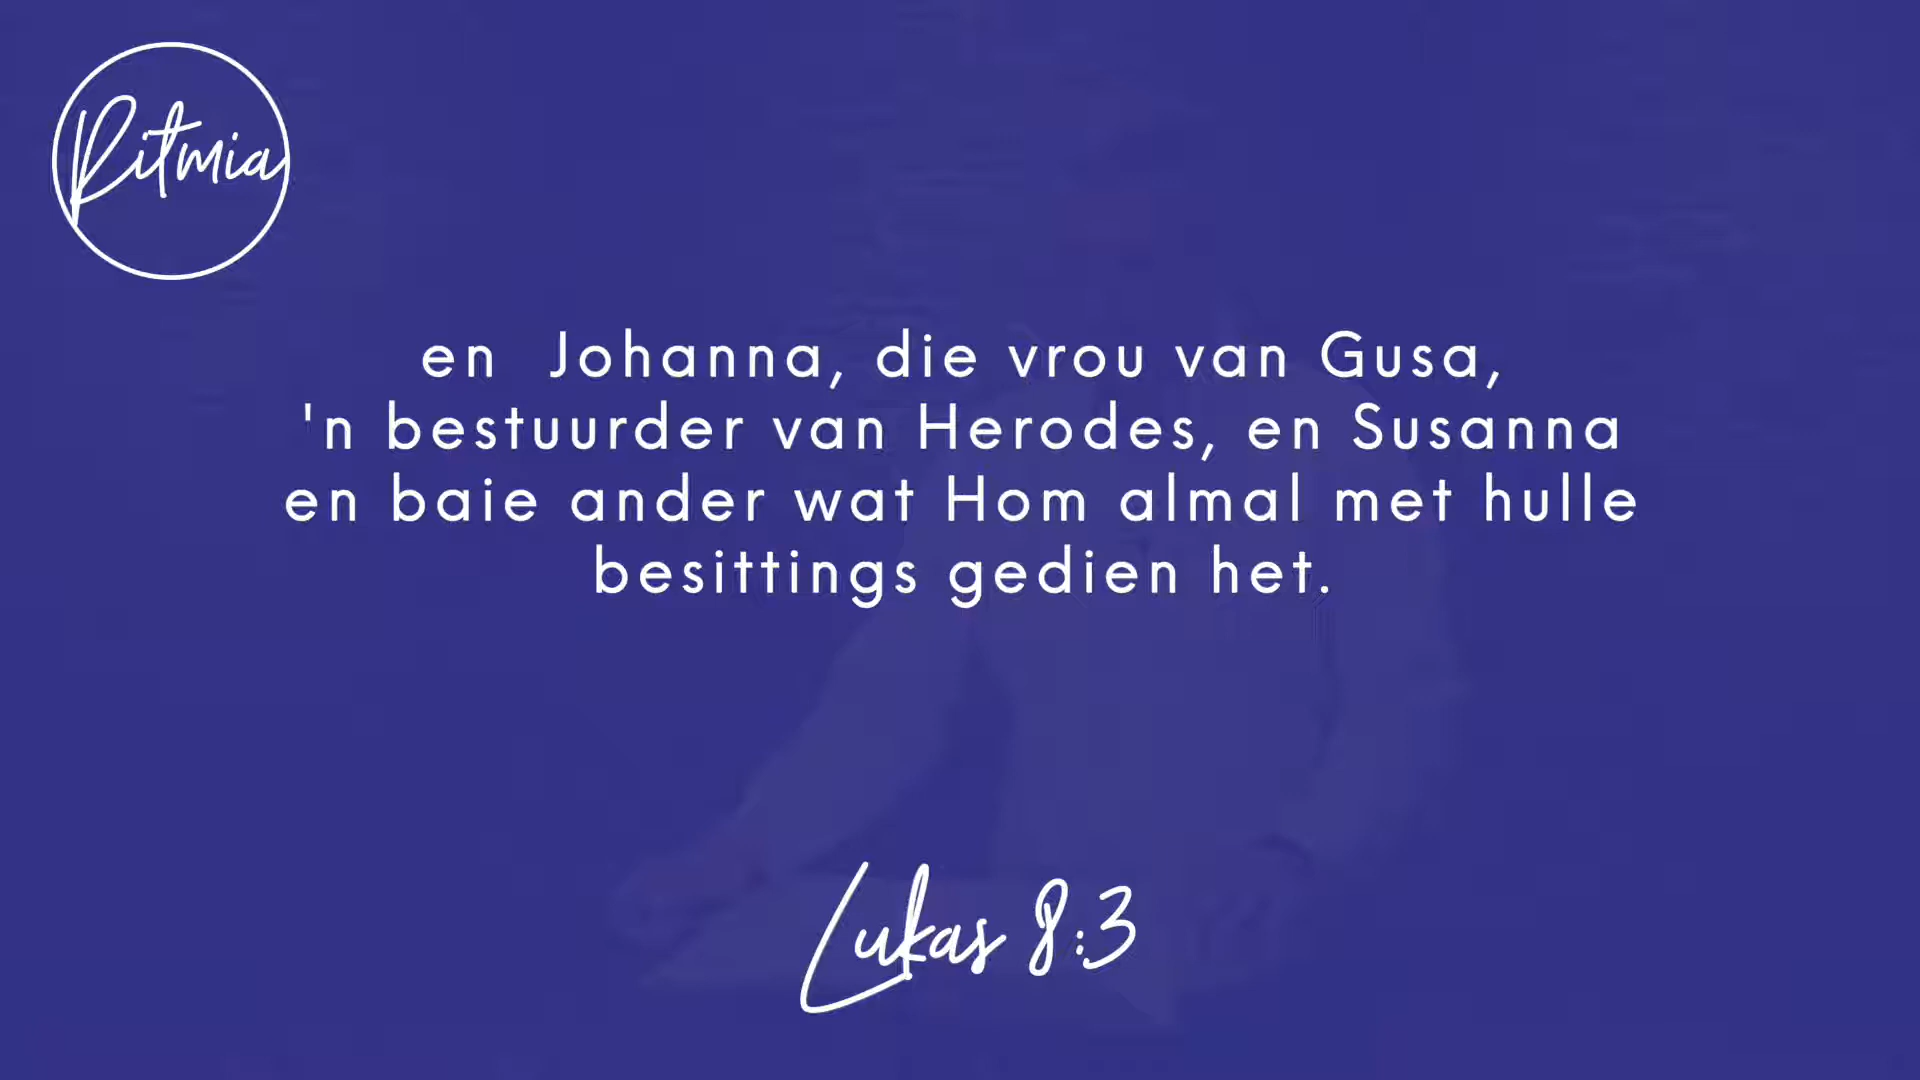 Ritmia
en Johanna, die vrou van Gusa,
'n bestuurder van Herodes, en Susanna
en baie ander wat Hom almal met hulle
besittings gedien het.
Lukas 8:3